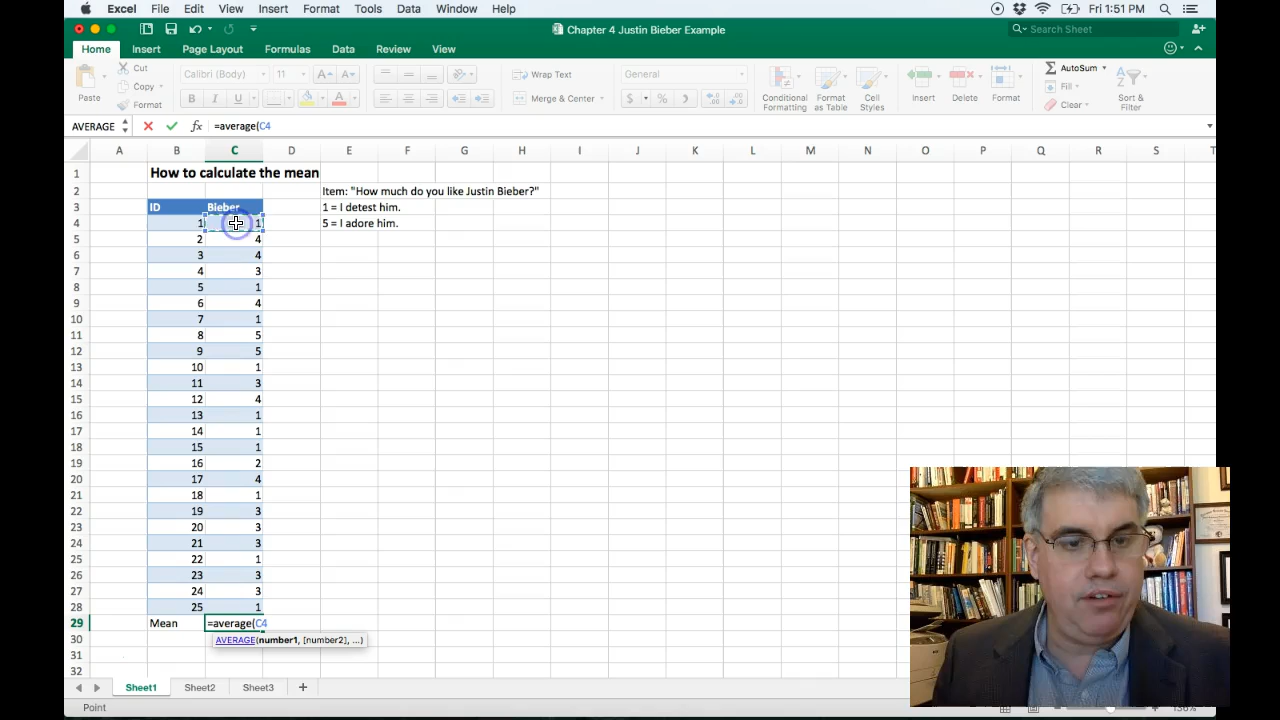 Excel File Edit View Insert Format Tools Data Window Help Fri 1:51 PM
Chapter 4 Justin Bieber Example Search Sheet
Home Insert Page Layout Formulas Data Review View
Paste Cut Copy Format Calibri (Body) 11 A A B I U A Wrap Text Merge & Center General $ % Conditional Formatting Format as Table Cell Styles Insert Delete Format AutoSum Fill Clear Sort & Filter
AVERAGE fx =average(C4
A B C D E F G H I J K L M N O P Q R S T
1 How to calculate the mean
2 Item: "How much do you like Justin Bieber?"
3 ID Bieber 1 = I detest him.
4 1 1 5 = I adore him.
5 2 4
6 3 4
7 4 3
8 5 1
9 6 4
10 7 1
11 8 5
12 9 5
13 10 1
14 11 3
15 12 4
16 13 1
17 14 1
18 15 1
19 16 2
20 17 4
21 18 1
22 19 3
23 20 3
24 21 3
25 22 1
26 23 3
27 24 3
28 25 1
29 Mean =average(C4
30 AVERAGE(number1, [number2], ...)
31
32
Sheet1 Sheet2 Sheet3 +
Point 136%